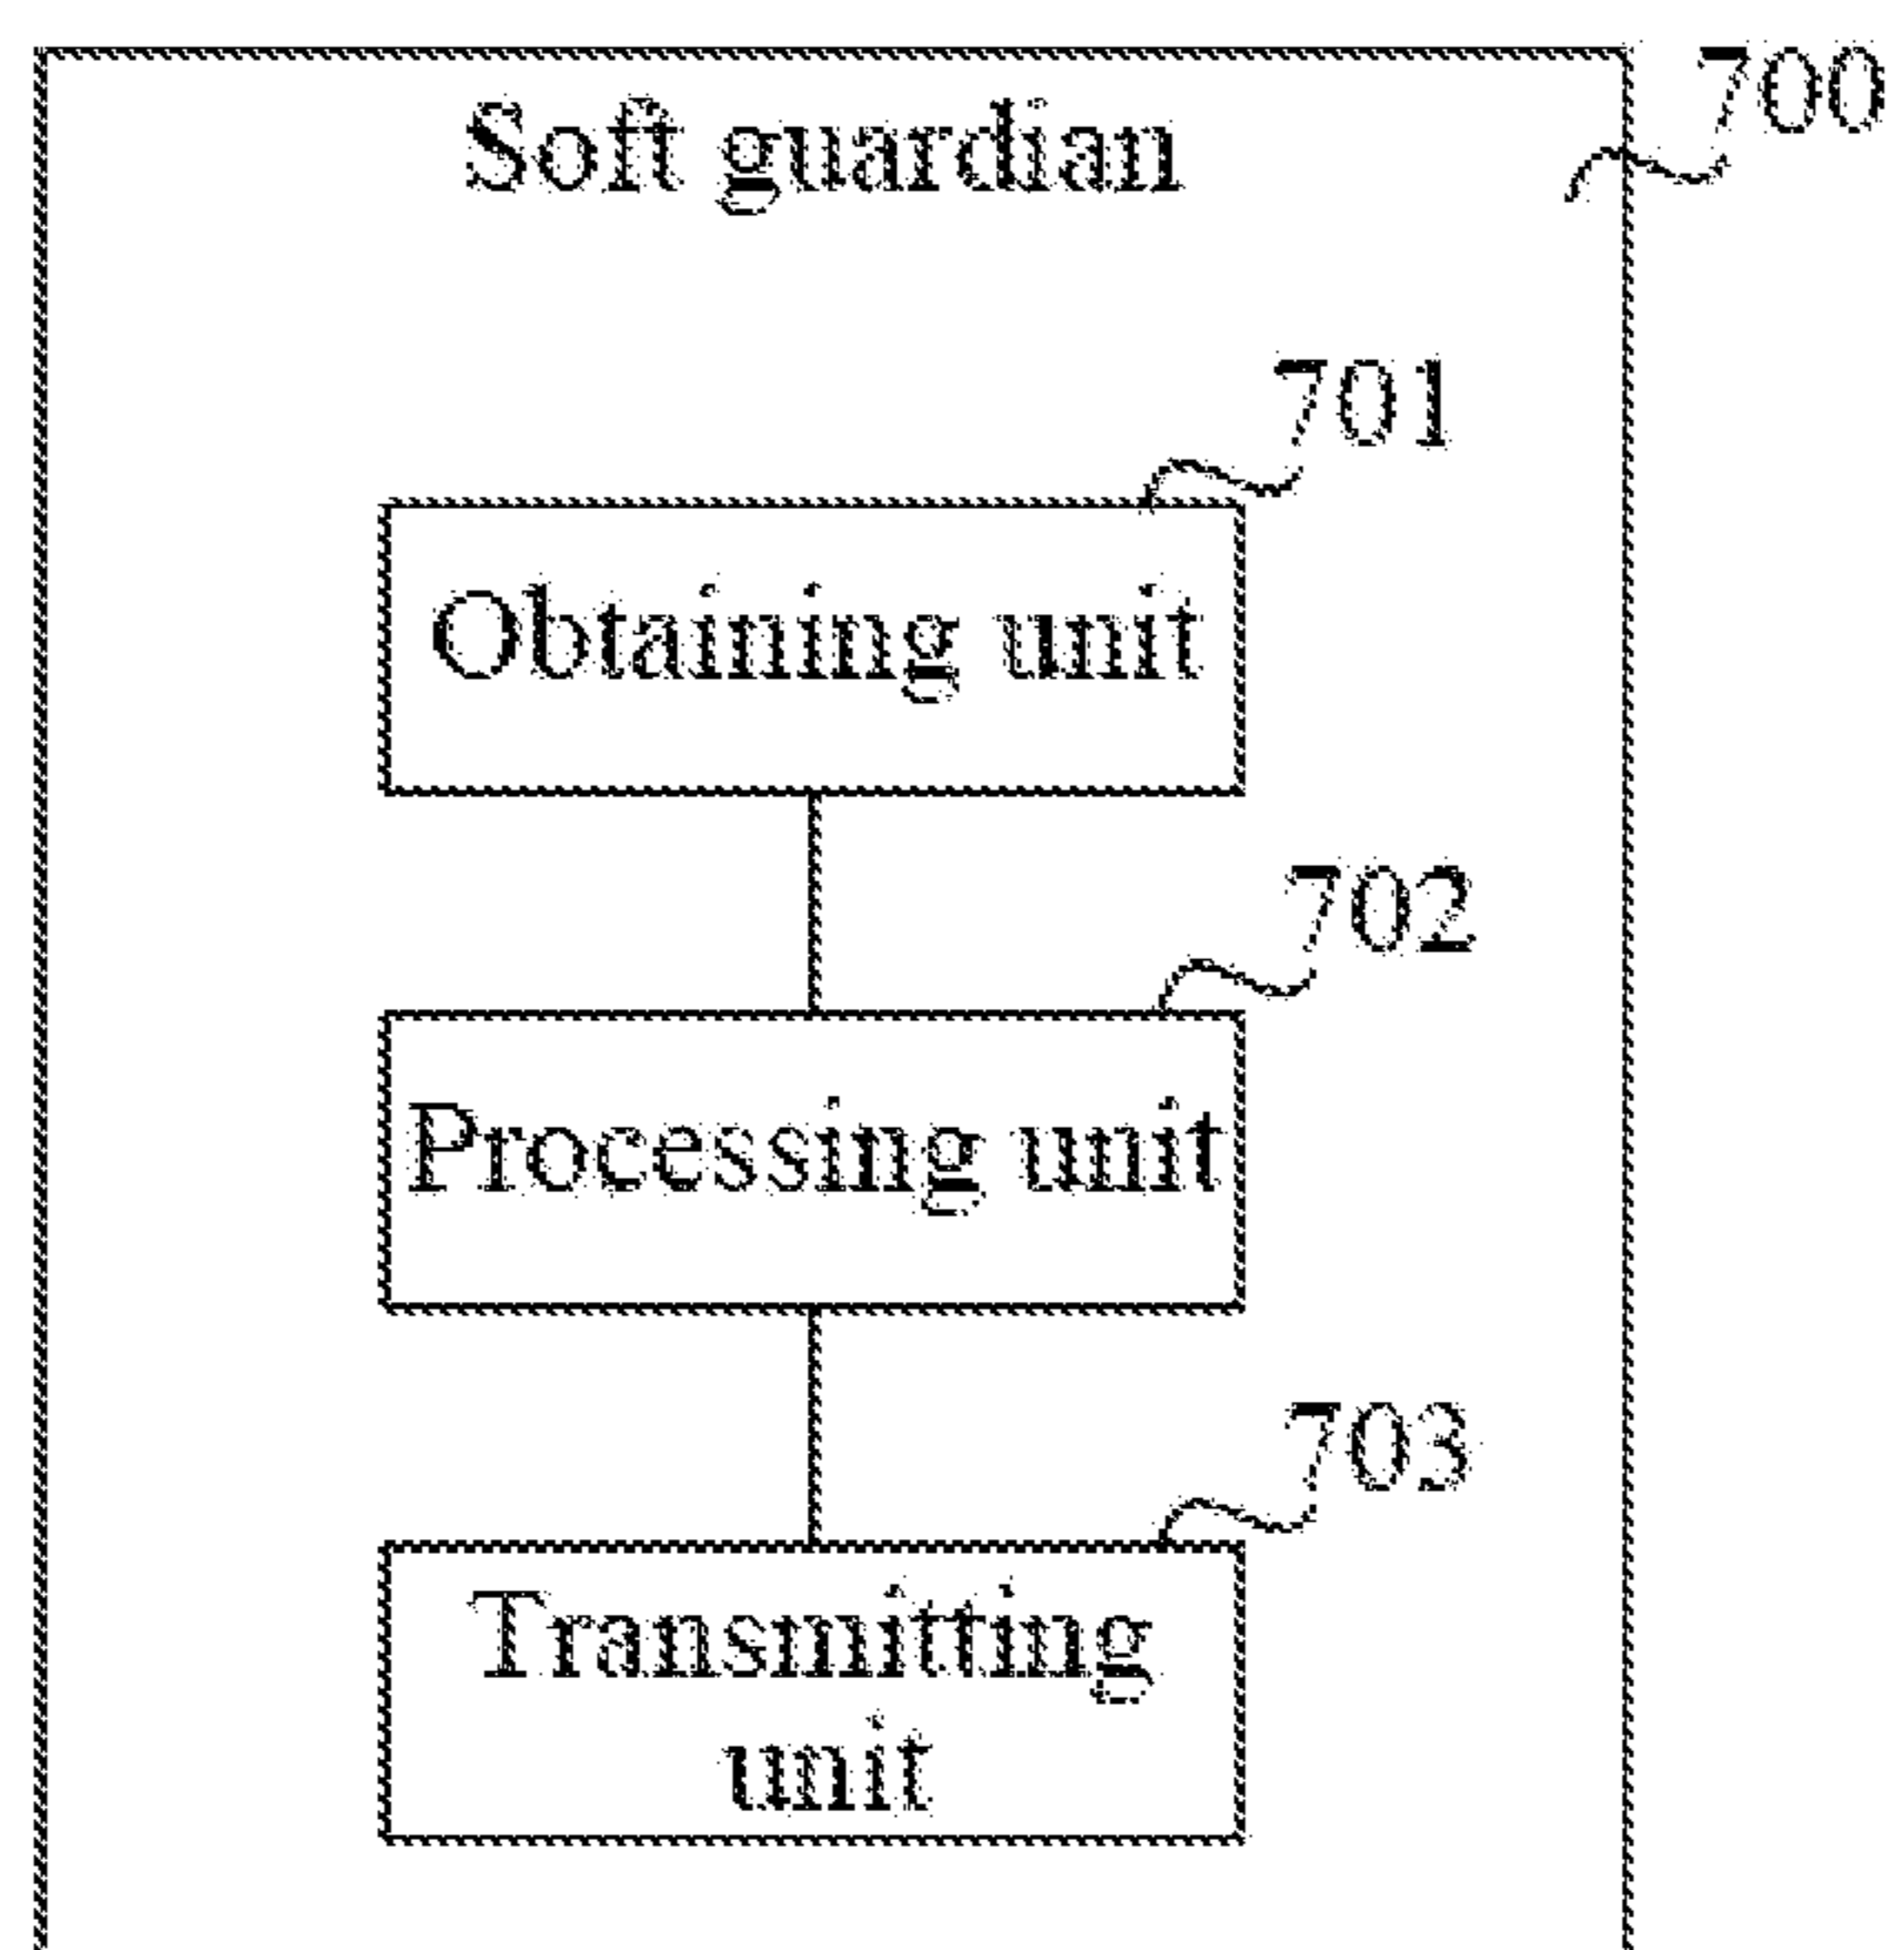 700
Soft guardian
701
Obtaining unit
702
Processing unit
703
Transmitting
unit